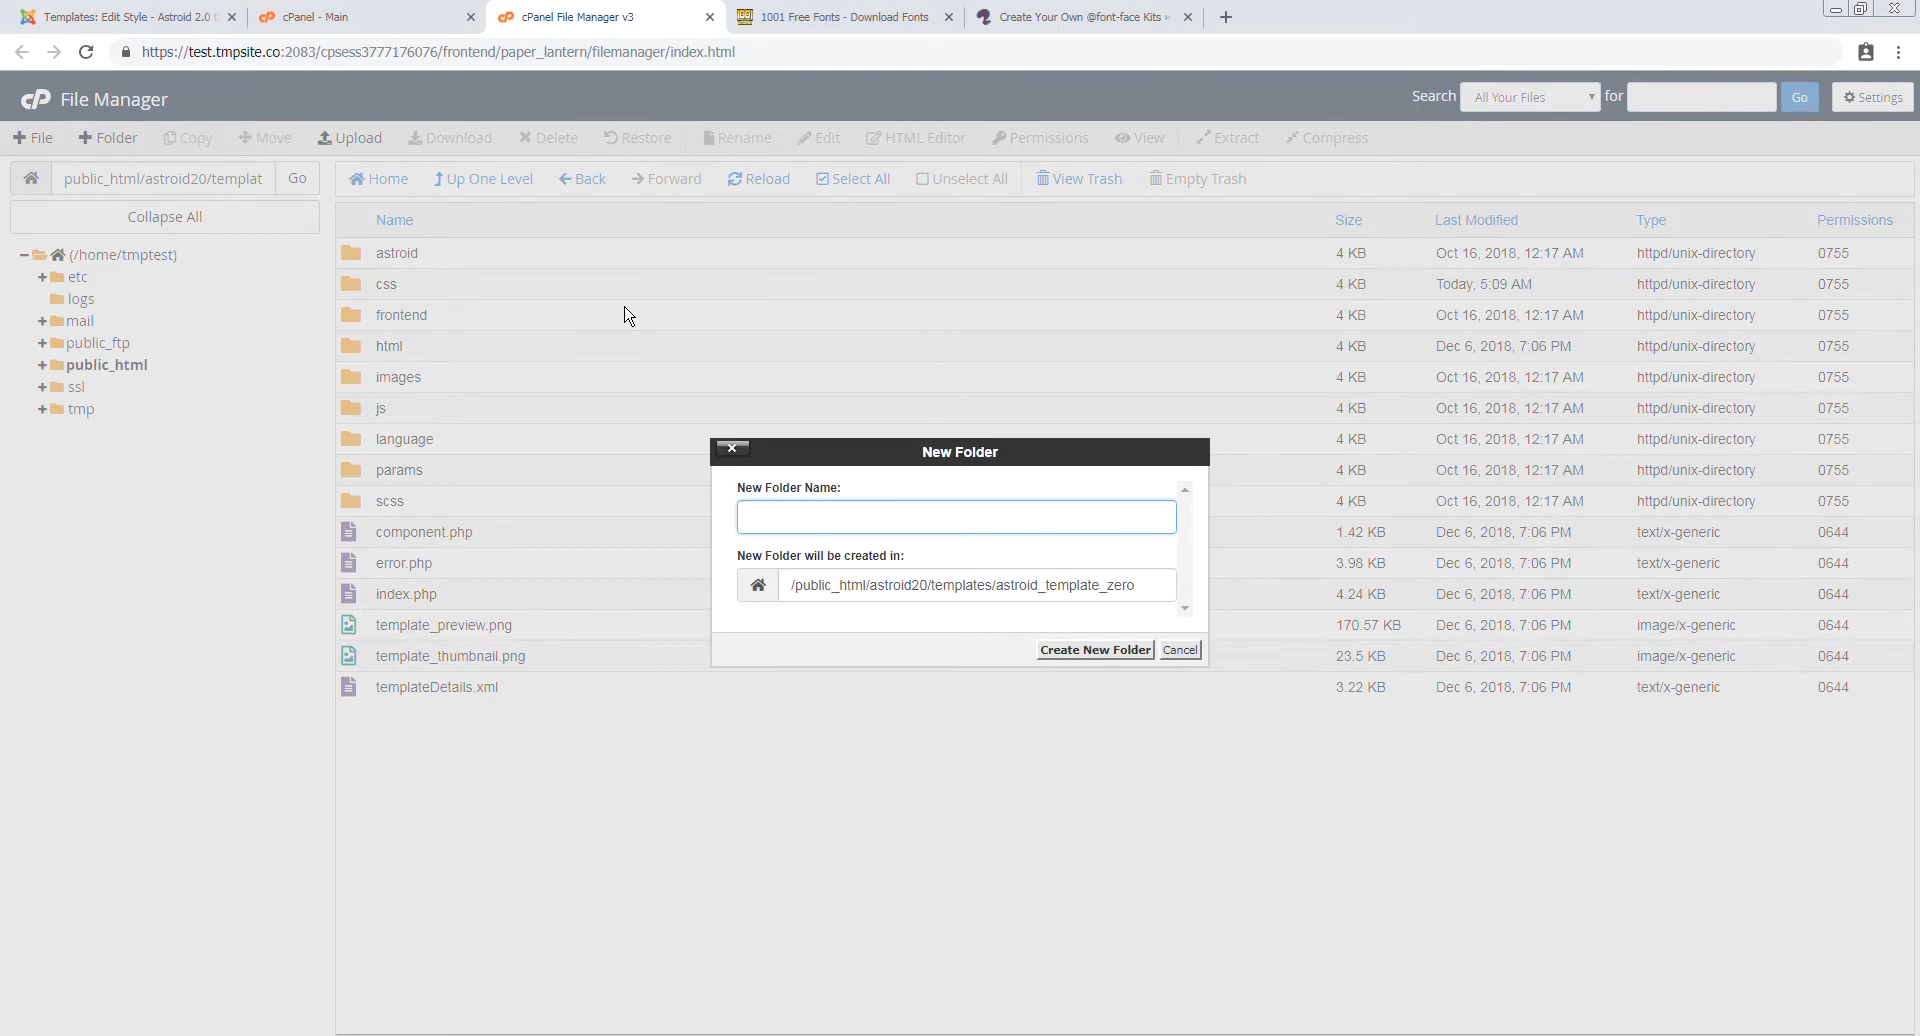 Templates: Edit Style - Astroid 2.0 t
cPanel - Main
cP cPanel File Manager v3
1001 Free Fonts - Download Fonts
Create Your Own @font-face Kits »
https://test.tmpsite.co:2083/cpsess3777176076/frontend/paper_lantern/filemanager/index.html
cP File Manager
Search All Your Files for Go Settings
File Folder Copy Move Upload Download Delete Restore Rename Edit HTML Editor Permissions View Extract Compress
public_html/astroid20/templat Go
Home Up One Level Back Forward Reload Select All Unselect All View Trash Empty Trash
Collapse All
(/home/tmptest)
etc
logs
mail
public_ftp
public_html
ssl
tmp
Name Size Last Modified Type Permissions
astroid 4 KB Oct 16, 2018, 12:17 AM httpd/unix-directory 0755
css 4 KB Today, 5:09 AM httpd/unix-directory 0755
frontend 4 KB Oct 16, 2018, 12:17 AM httpd/unix-directory 0755
html 4 KB Dec 6, 2018, 7:06 PM httpd/unix-directory 0755
images 4 KB Oct 16, 2018, 12:17 AM httpd/unix-directory 0755
js 4 KB Oct 16, 2018, 12:17 AM httpd/unix-directory 0755
language 4 KB Oct 16, 2018, 12:17 AM httpd/unix-directory 0755
params 4 KB Oct 16, 2018, 12:17 AM httpd/unix-directory 0755
scss 4 KB Oct 16, 2018, 12:17 AM httpd/unix-directory 0755
component.php 1.42 KB Dec 6, 2018, 7:06 PM text/x-generic 0644
error.php 3.98 KB Dec 6, 2018, 7:06 PM text/x-generic 0644
index.php 4.24 KB Dec 6, 2018, 7:06 PM text/x-generic 0644
template_preview.png 170.57 KB Dec 6, 2018, 7:06 PM image/x-generic 0644
template_thumbnail.png 23.5 KB Dec 6, 2018, 7:06 PM image/x-generic 0644
templateDetails.xml 3.22 KB Dec 6, 2018, 7:06 PM text/x-generic 0644
New Folder
New Folder Name:
New Folder will be created in:
/public_html/astroid20/templates/astroid_template_zero
Create New Folder Cancel